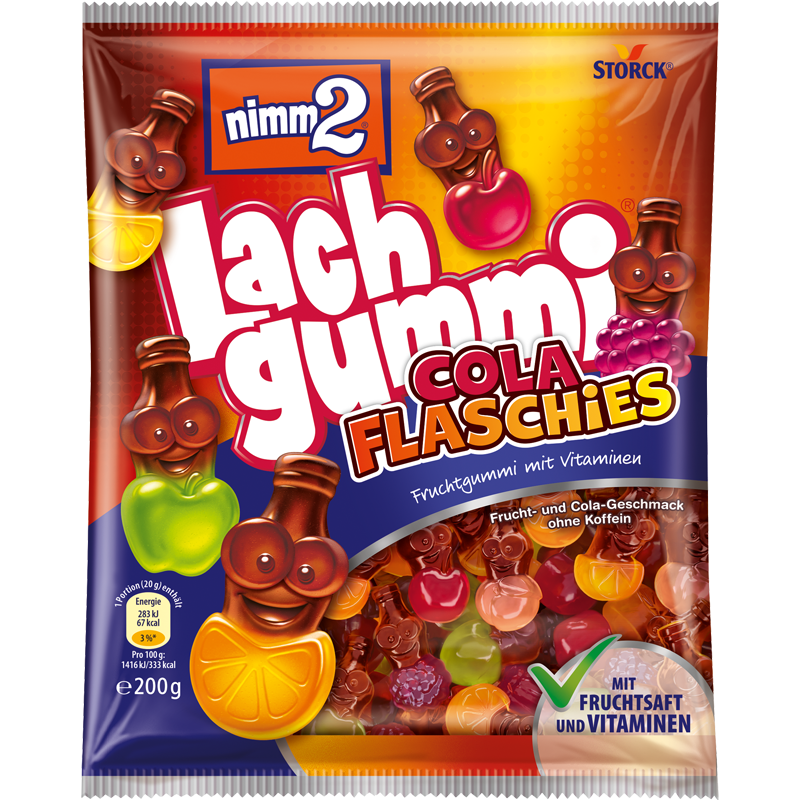 nimm2®
STORCK®
Lach
gummi®
COLA
FLASCHiES
Fruchtgummi mit Vitaminen
Frucht- und Cola-Geschmack
ohne Koffein
1 Portion (20 g) enthält
Energie
283 kJ
67 kcal
3 %*
Pro 100g:
1416 kJ/333 kcal
℮200g
MIT
FRUCHTSAFT
UND VITAMINEN